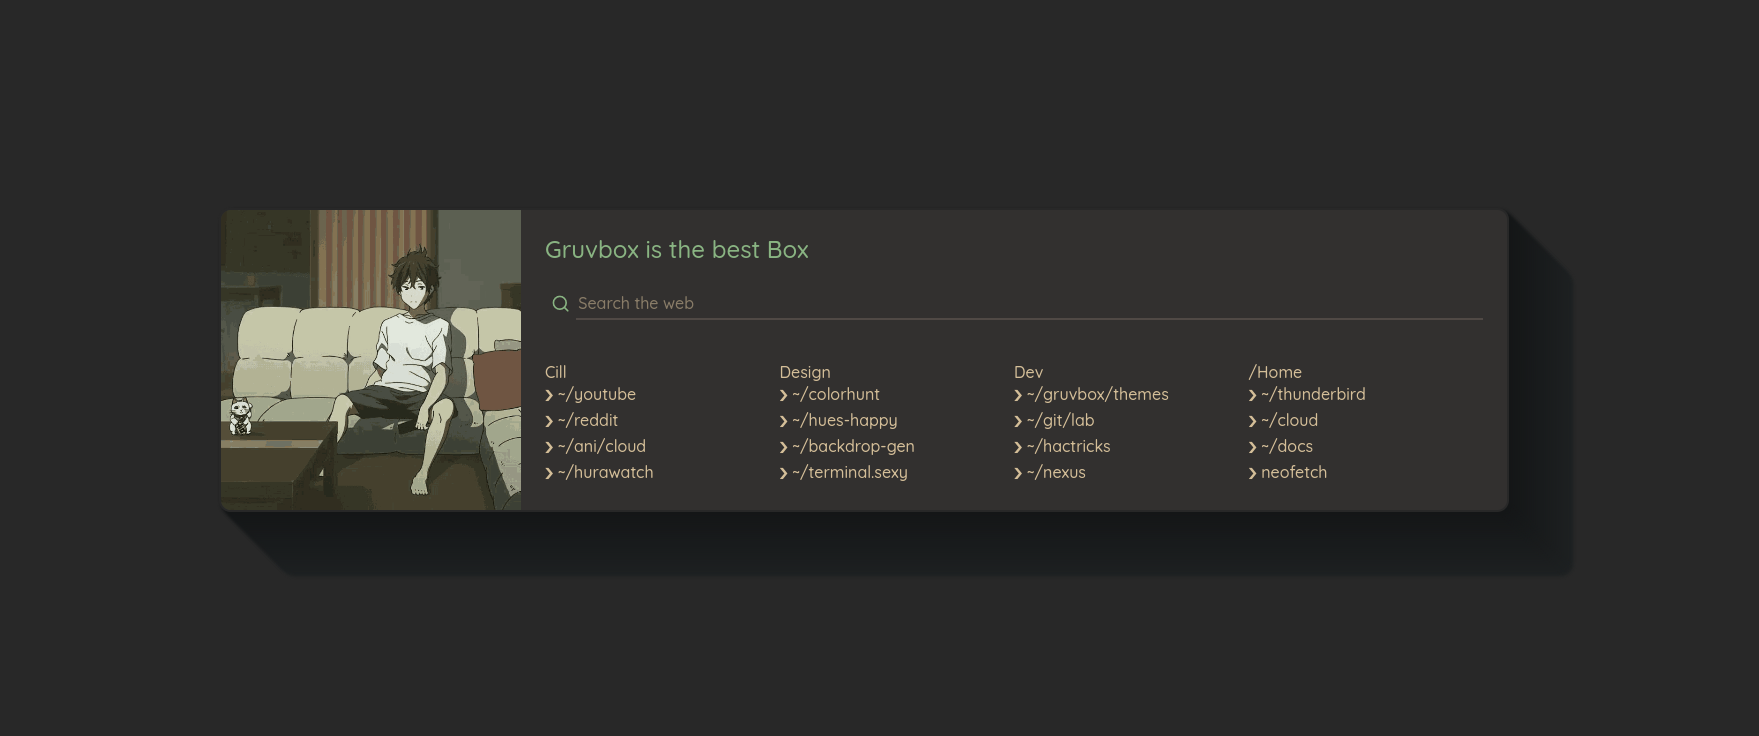 Gruvbox is the best Box
Search the web
Cill
❯ ~/youtube
❯ ~/reddit
❯ ~/ani/cloud
❯ ~/hurawatch
Design
❯ ~/colorhunt
❯ ~/hues-happy
❯ ~/backdrop-gen
❯ ~/terminal.sexy
Dev
❯ ~/gruvbox/themes
❯ ~/git/lab
❯ ~/hactricks
❯ ~/nexus
/Home
❯ ~/thunderbird
❯ ~/cloud
❯ ~/docs
❯ neofetch